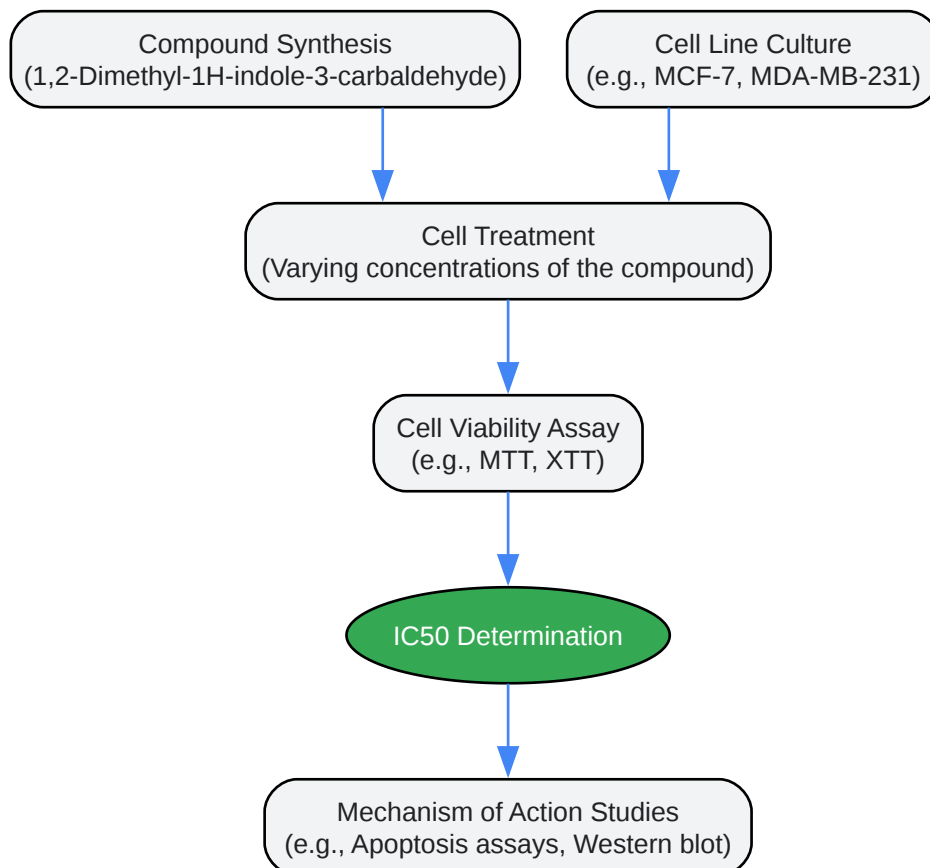 Compound Synthesis
(1,2-Dimethyl-1H-indole-3-carbaldehyde)
Cell Line Culture
(e.g., MCF-7, MDA-MB-231)
Cell Treatment
(Varying concentrations of the compound)
Cell Viability Assay
(e.g., MTT, XTT)
IC50 Determination
Mechanism of Action Studies
(e.g., Apoptosis assays, Western blot)